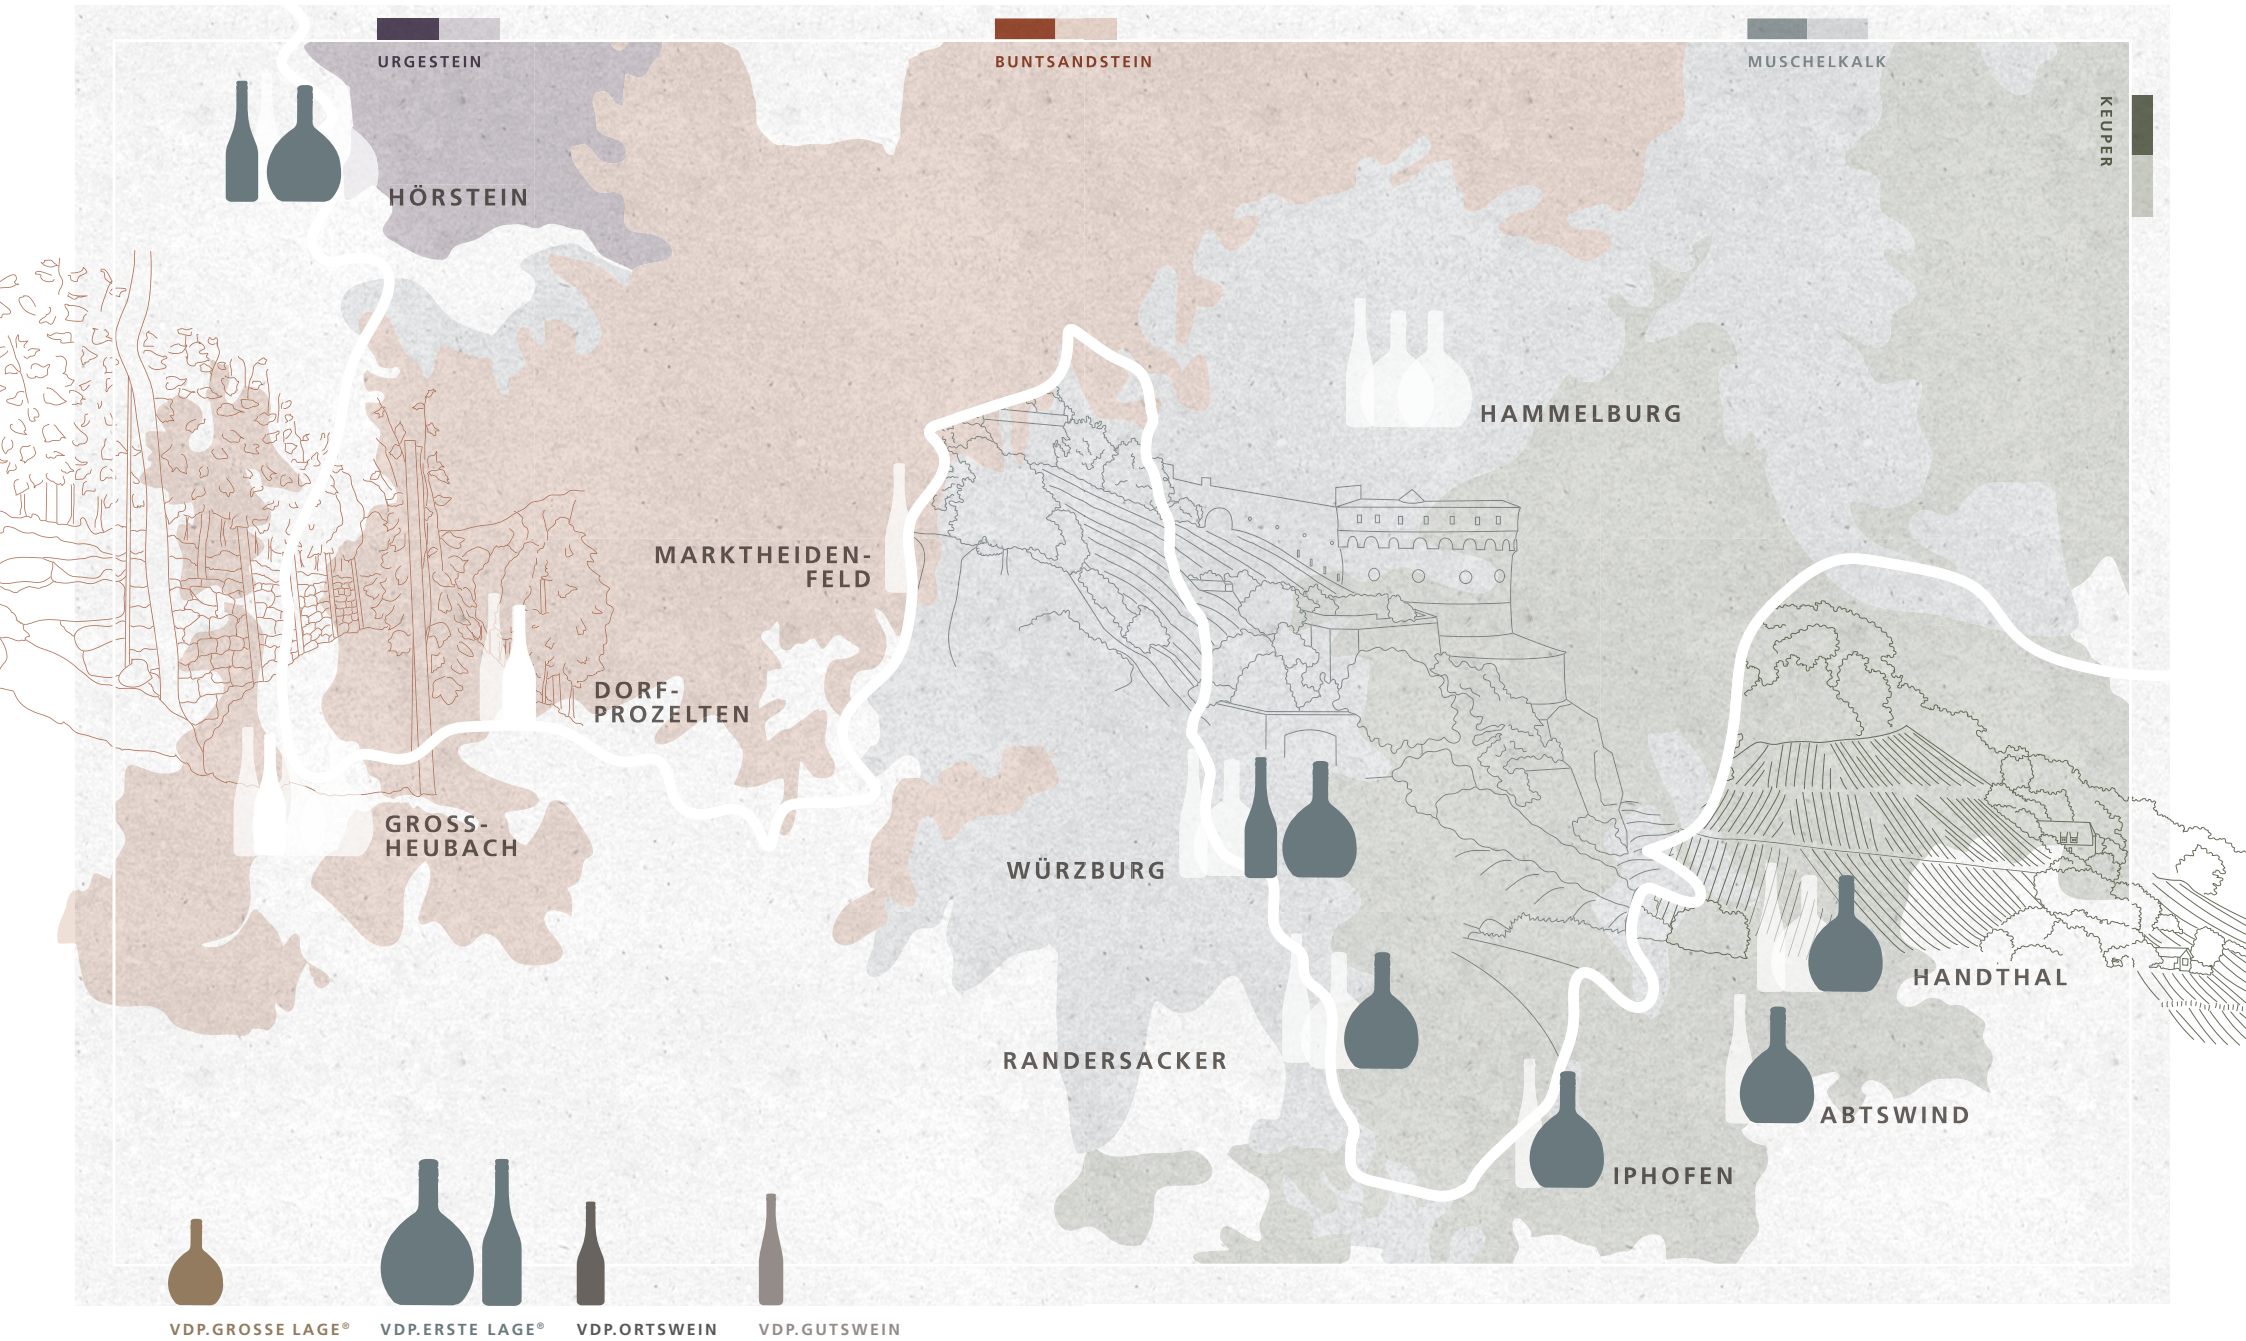 URGESTEIN
BUNTSANDSTEIN
MUSCHELKALK
KEUPER
HÖRSTEIN
HAMMELBURG
MARKTHEIDEN-
FELD
DORF-
PROZELTEN
GROSS-
HEUBACH
WÜRZBURG
HANDTHAL
RANDERSACKER
ABTSWIND
IPHOFEN
VDP.GROSSE LAGE®
VDP.ERSTE LAGE®
VDP.ORTSWEIN
VDP.GUTSWEIN